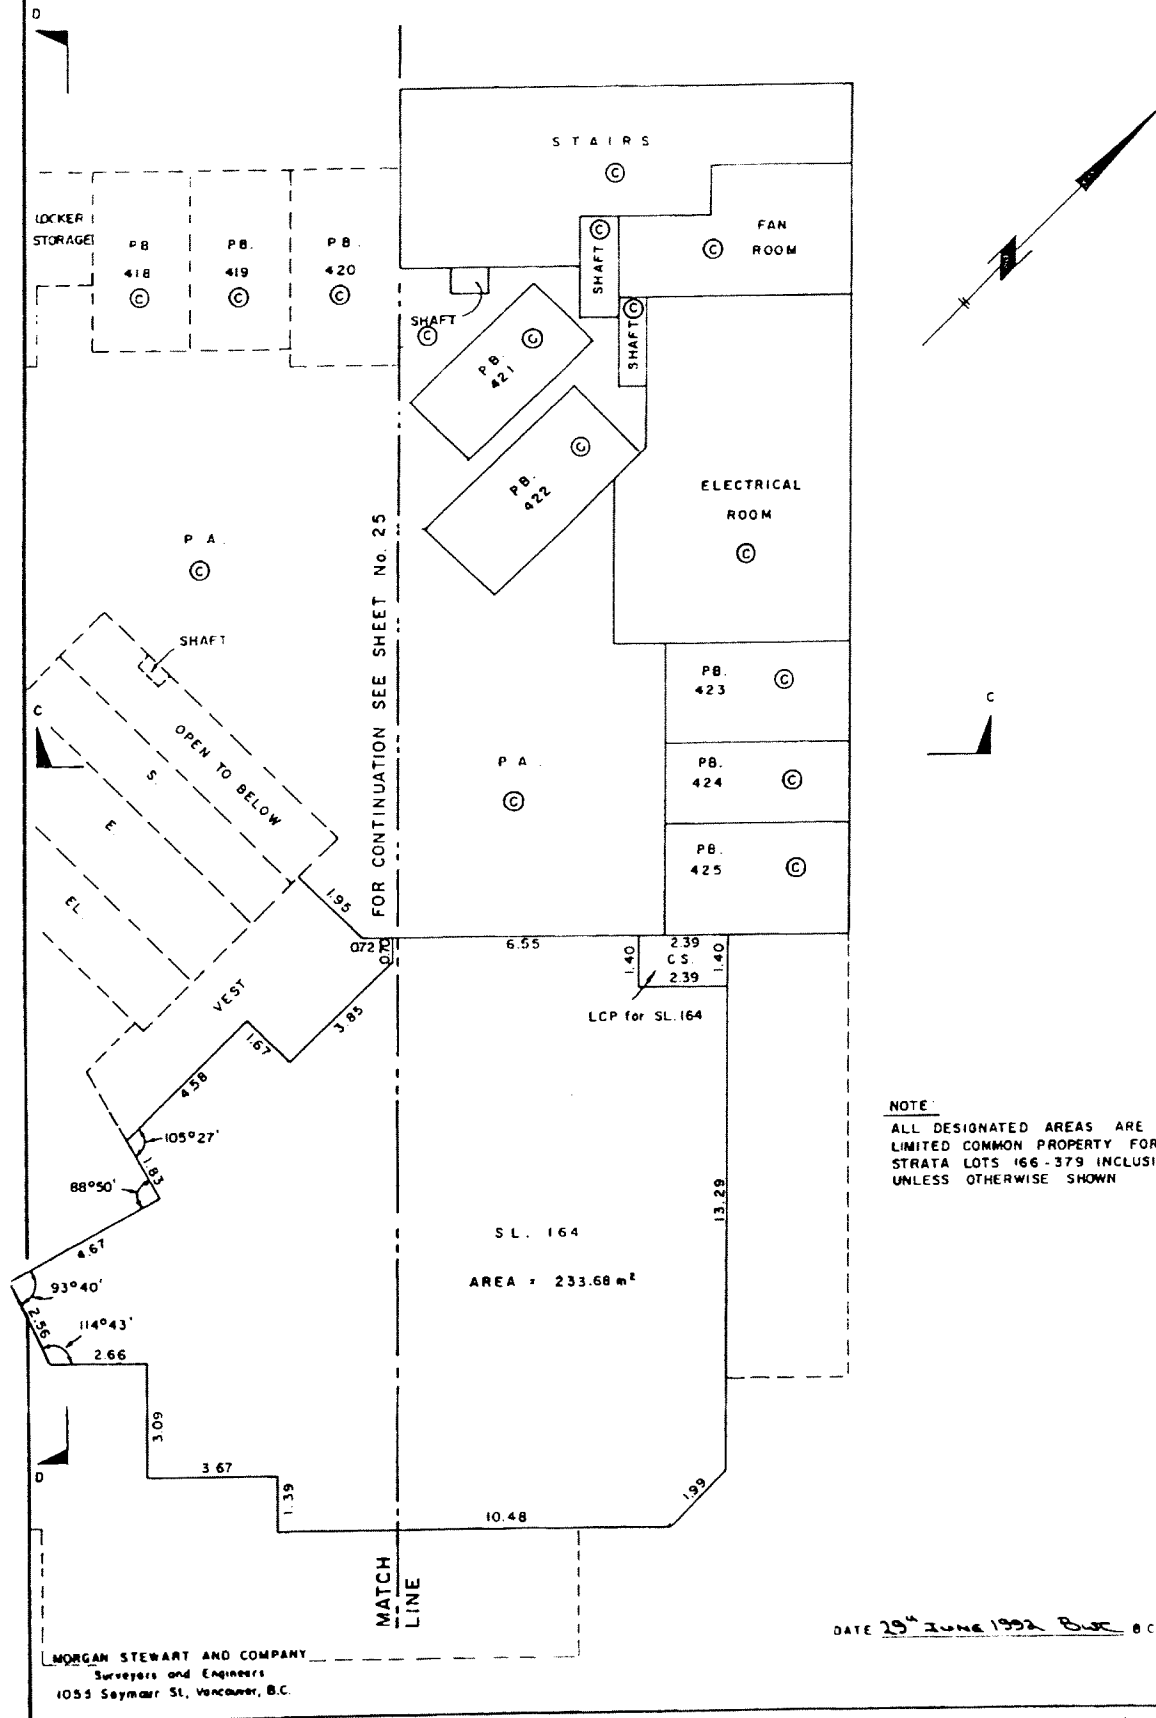 D
STAIRS
C
LOCKER
STORAGE
PB
418
C
PB.
419
C
PB.
420
C
SHAFT
C
C
FAN
ROOM
SHAFT
C
SHAFT
C
PB.
421
C
SHAFT
C
PB.
422
C
ELECTRICAL
ROOM
C
P A.
C
SHAFT
FOR CONTINUATION SEE SHEET No. 25
PB.
423
C
C
C
OPEN TO BELOW
S.
E.
EL.
P A.
C
PB.
424
C
PB.
425
C
1.95
0.72
0.70
6.55
1.40
2.39
C S.
2.39
1.40
LCP for SL.164
VEST
3.85
1.67
4.58
105°27'
1.83
88°50'
4.67
93°40'
2.56
114°43'
2.66
13.29
NOTE:
ALL DESIGNATED AREAS ARE
LIMITED COMMON PROPERTY FOR
STRATA LOTS 166-379 INCLUSI
UNLESS OTHERWISE SHOWN
SL. 164
AREA = 233.68 m²
3.09
D
3.67
1.39
10.48
1.99
MATCH
LINE
DATE 29th June 1992 B C
MORGAN STEWART AND COMPANY
Surveyors and Engineers
1055 Seymour St, Vancouver, B.C.